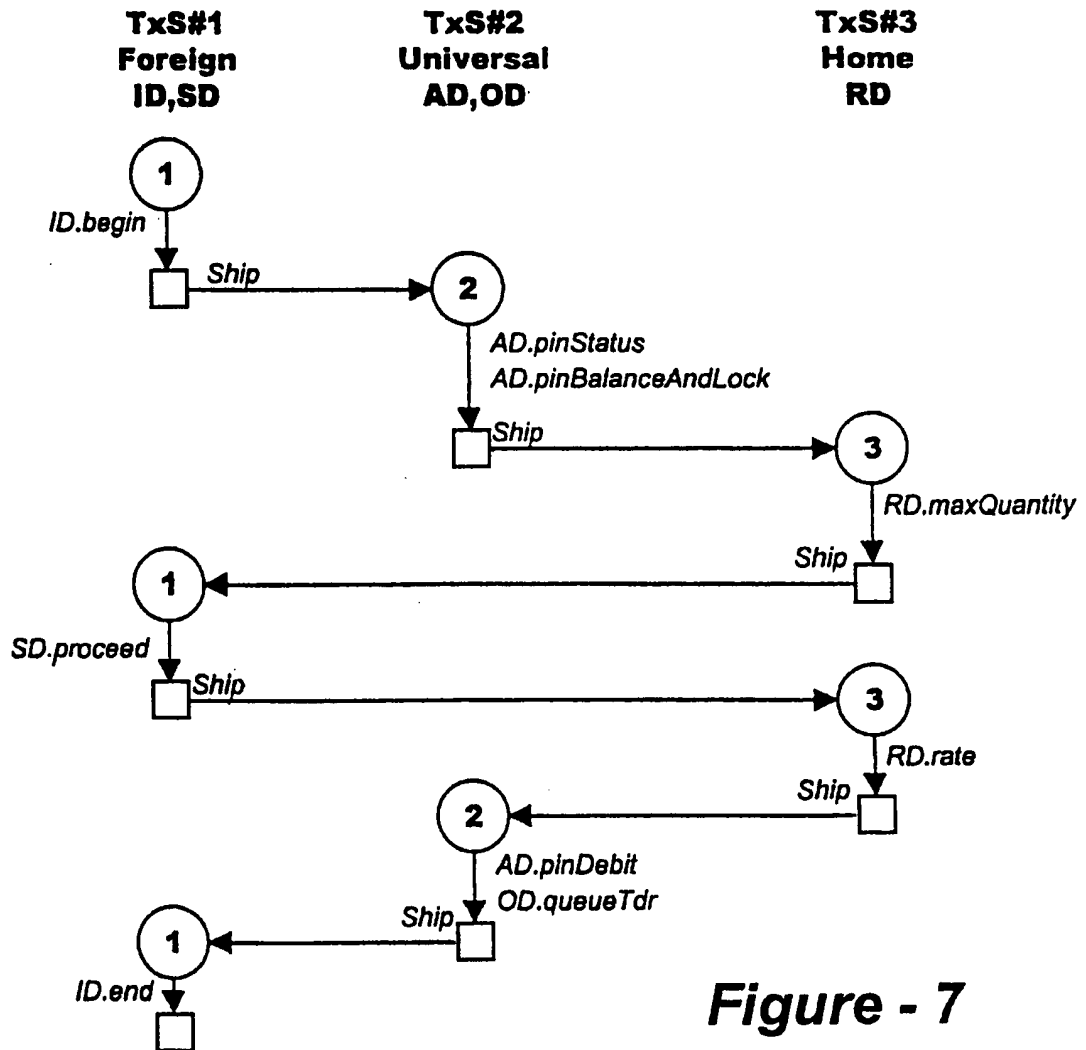 TxS#1
Foreign
ID,SD
TxS#2
Universal
AD,OD
TxS#3
Home
RD
1
ID.begin
Ship
2
AD.pinStatus
AD.pinBalanceAndLock
Ship
3
RD.maxQuantity
Ship
1
SD.proceed
Ship
3
RD.rate
Ship
2
AD.pinDebit
OD.queueTdr
Ship
1
ID.end
Figure - 7